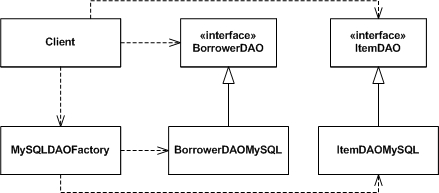 Client
«interface»
BorrowerDAO
«interface»
ItemDAO
MySQLDAOFactory
BorrowerDAOMySQL
ItemDAOMySQL